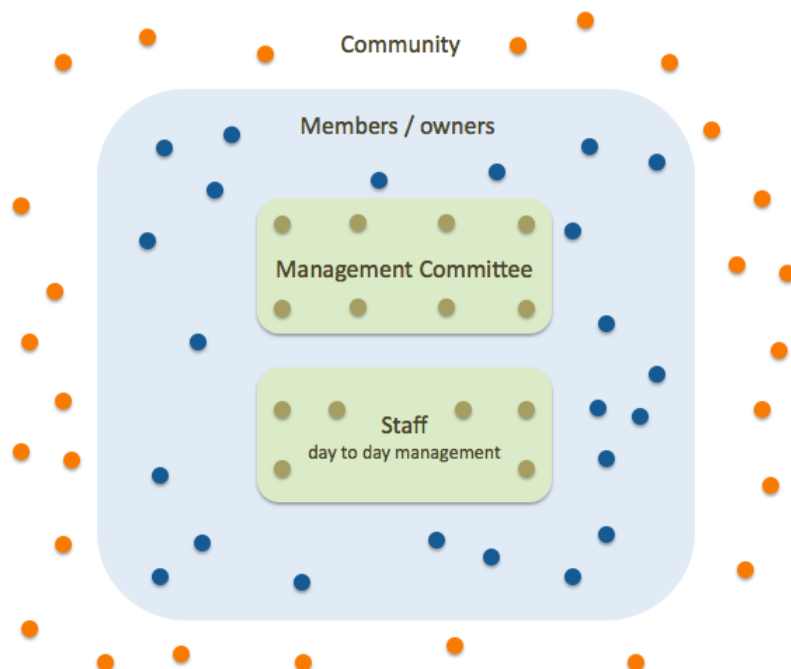 Community
Members / owners
Management Committee
Staff
day to day management